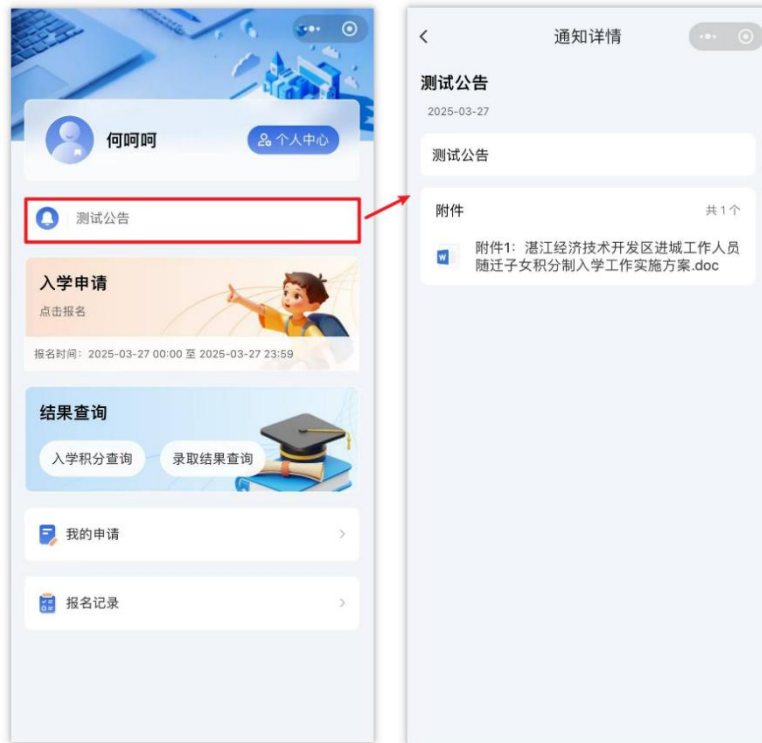 何呵呵
个人中心
测试公告
入学申请
点击报名
报名时间：2025-03-27 00:00 至 2025-03-27 23:59
结果查询
入学积分查询
录取结果查询
我的申请
报名记录
通知详情
测试公告
2025-03-27
测试公告
附件
共1个
W
附件1：湛江经济技术开发区进城工作人员
随迁子女积分制入学工作实施方案.doc